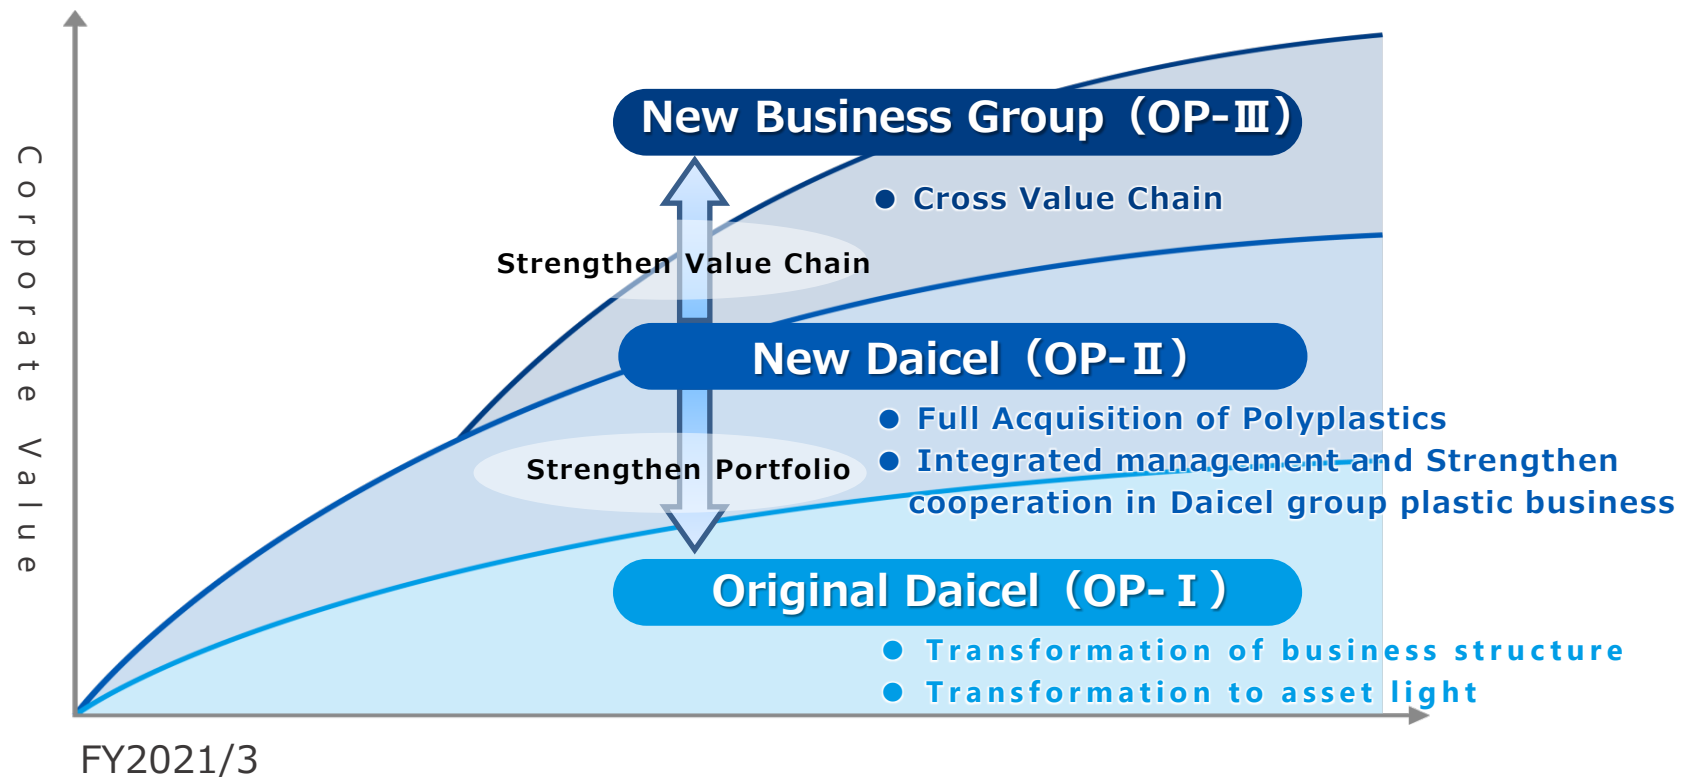 Corporate Value
New Business Group（OP-Ⅲ）
● Cross Value Chain
Strengthen Value Chain
New Daicel（OP-Ⅱ）
● Full Acquisition of Polyplastics
● Integrated management and Strengthen
cooperation in Daicel group plastic business
Strengthen Portfolio
Original Daicel（OP-Ⅰ）
● Transformation of business structure
● Transformation to asset light
FY2021/3